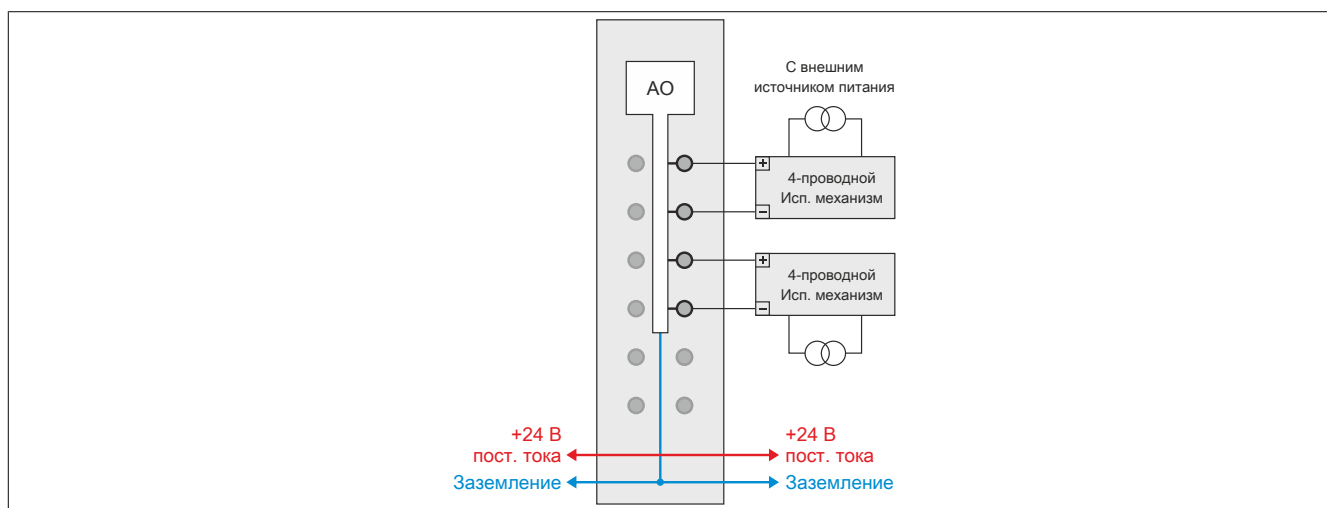 АО
С внешним
источником питания
+
4-проводной
Исп. механизм
−
+
4-проводной
Исп. механизм
−
+24 В
пост. тока
+24 В
пост. тока
Заземление
Заземление